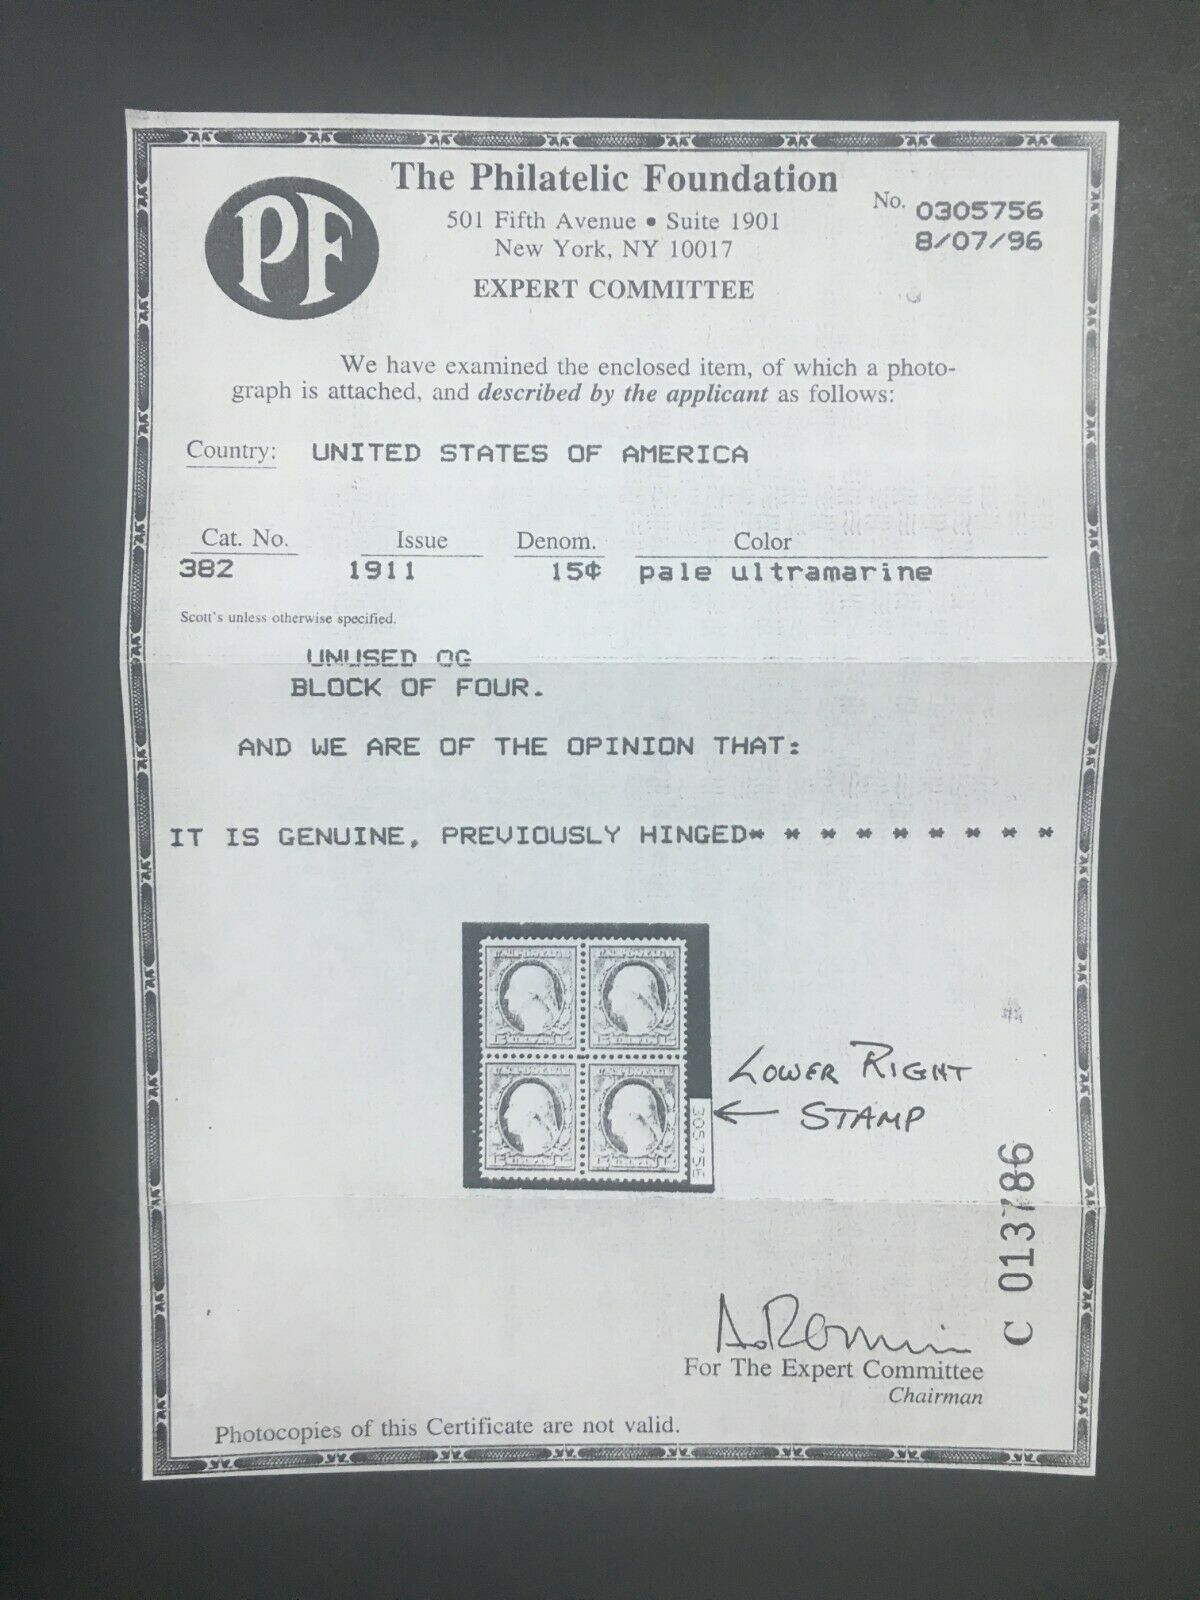 PF
The Philatelic Foundation
501 Fifth Avenue • Suite 1901
New York, NY 10017
EXPERT COMMITTEE
No. 0305756
8/07/96
We have examined the enclosed item, of which a photo-
graph is attached, and described by the applicant as follows:
Country: UNITED STATES OF AMERICA
Cat. No. Issue Denom. Color
382 1911 15¢ pale ultramarine
Scott's unless otherwise specified.
UNUSED OG
BLOCK OF FOUR.
AND WE ARE OF THE OPINION THAT:
IT IS GENUINE, PREVIOUSLY HINGED* * * * * * * * *
LOWER RIGHT
STAMP
305756
C 013786
For The Expert Committee
Chairman
Photocopies of this Certificate are not valid.